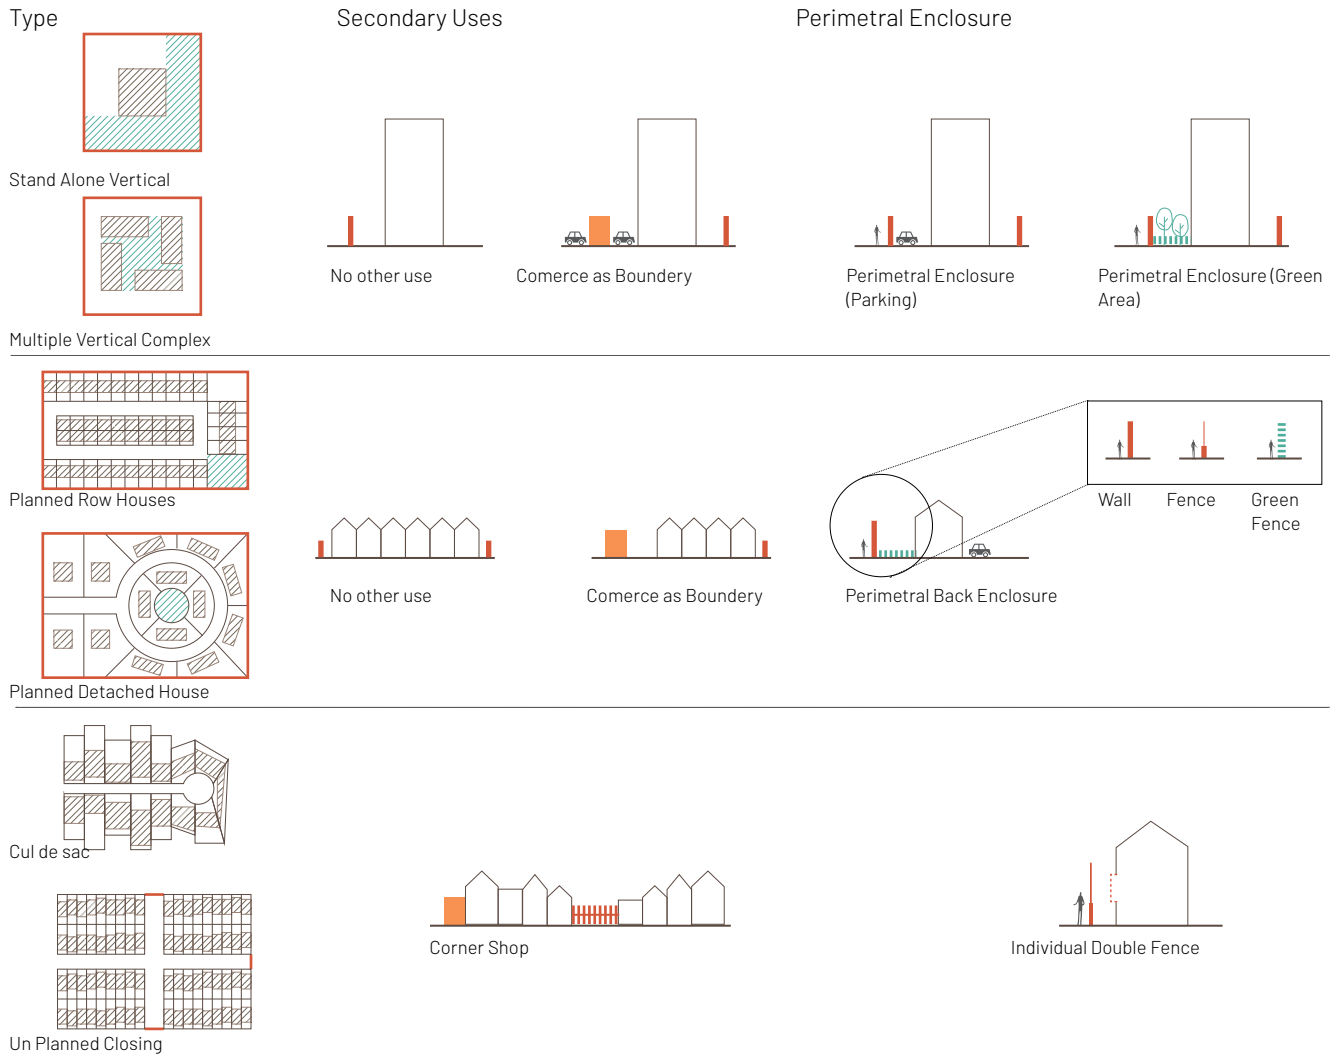 Type
Secondary Uses
Perimetral Enclosure
Stand Alone Vertical
No other use
Comerce as Boundery
Perimetral Enclosure
(Parking)
Perimetral Enclosure (Green
Area)
Multiple Vertical Complex
Planned Row Houses
Wall
Fence
Green
Fence
No other use
Comerce as Boundery
Perimetral Back Enclosure
Planned Detached House
Cul de sac
Corner Shop
Individual Double Fence
Un Planned Closing